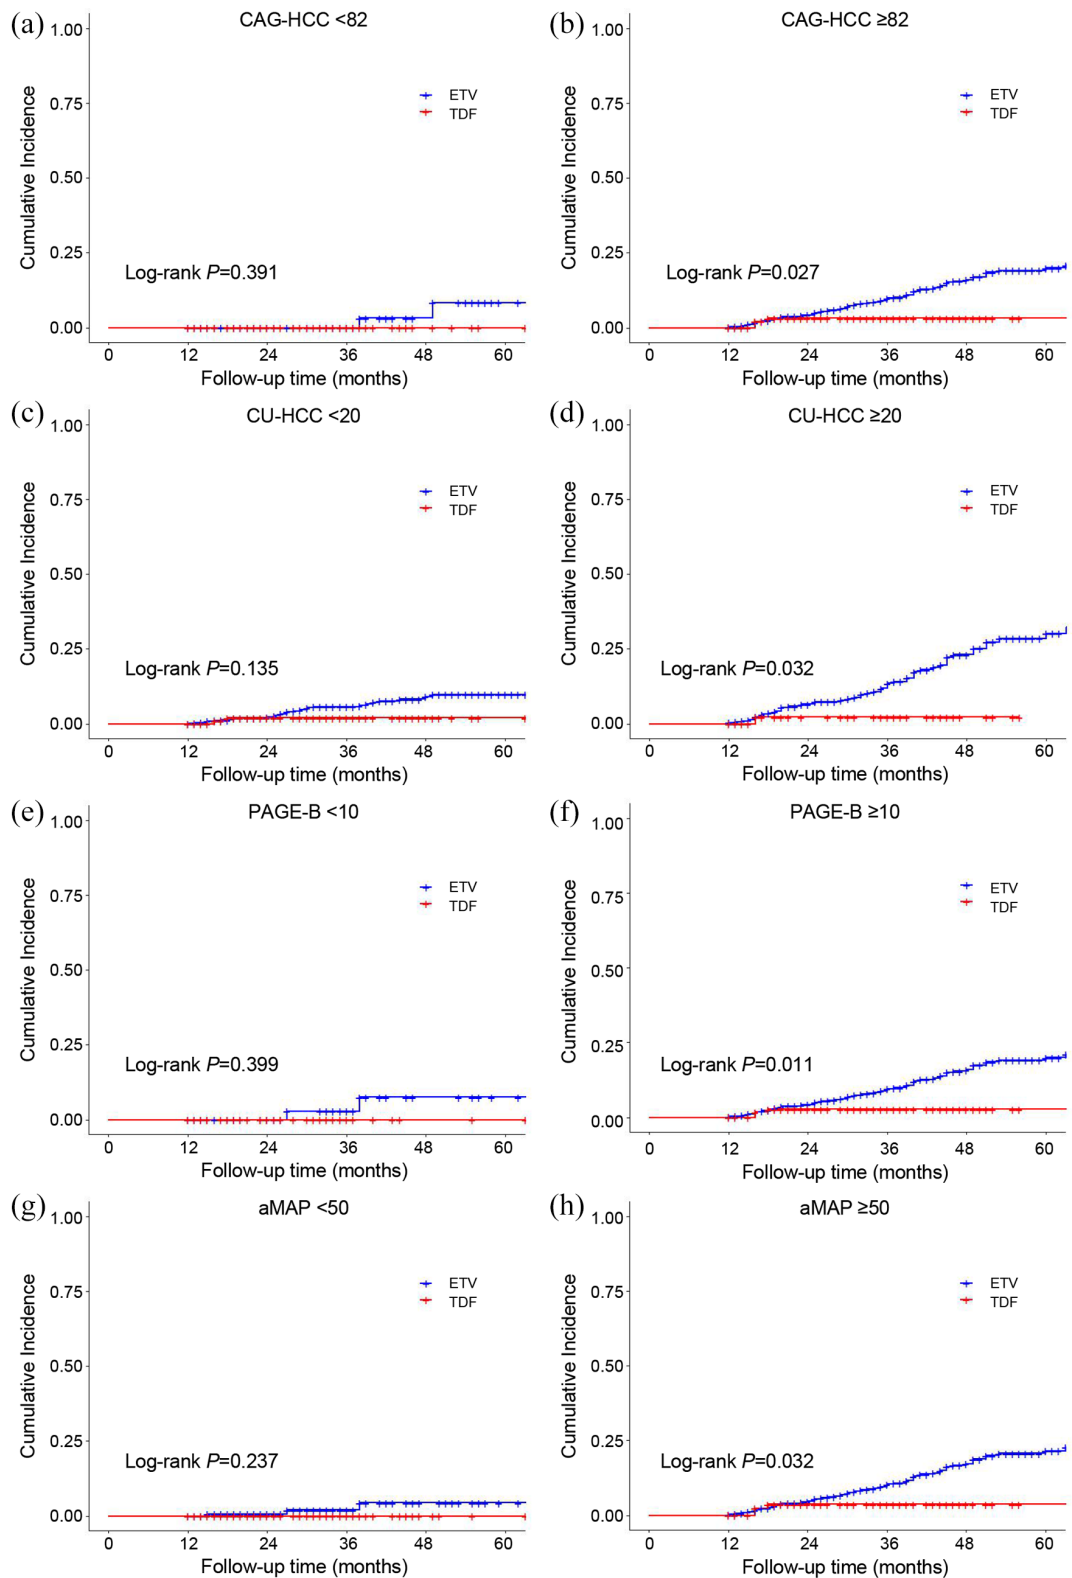 (a)
CAG-HCC <82
1.00
0.75
0.50
0.25
0.00
Cumulative Incidence
ETV
TDF
Log-rank P=0.391
0 12 24 36 48 60
Follow-up time (months)
(b)
CAG-HCC ≥82
1.00
0.75
0.50
0.25
0.00
Cumulative Incidence
ETV
TDF
Log-rank P=0.027
0 12 24 36 48 60
Follow-up time (months)
(c)
CU-HCC <20
1.00
0.75
0.50
0.25
0.00
Cumulative Incidence
ETV
TDF
Log-rank P=0.135
0 12 24 36 48 60
Follow-up time (months)
(d)
CU-HCC ≥20
1.00
0.75
0.50
0.25
0.00
Cumulative Incidence
ETV
TDF
Log-rank P=0.032
0 12 24 36 48 60
Follow-up time (months)
(e)
PAGE-B <10
1.00
0.75
0.50
0.25
0.00
Cumulative Incidence
ETV
TDF
Log-rank P=0.399
0 12 24 36 48 60
Follow-up time (months)
(f)
PAGE-B ≥10
1.00
0.75
0.50
0.25
0.00
Cumulative Incidence
ETV
TDF
Log-rank P=0.011
0 12 24 36 48 60
Follow-up time (months)
(g)
aMAP <50
1.00
0.75
0.50
0.25
0.00
Cumulative Incidence
ETV
TDF
Log-rank P=0.237
0 12 24 36 48 60
Follow-up time (months)
(h)
aMAP ≥50
1.00
0.75
0.50
0.25
0.00
Cumulative Incidence
ETV
TDF
Log-rank P=0.032
0 12 24 36 48 60
Follow-up time (months)